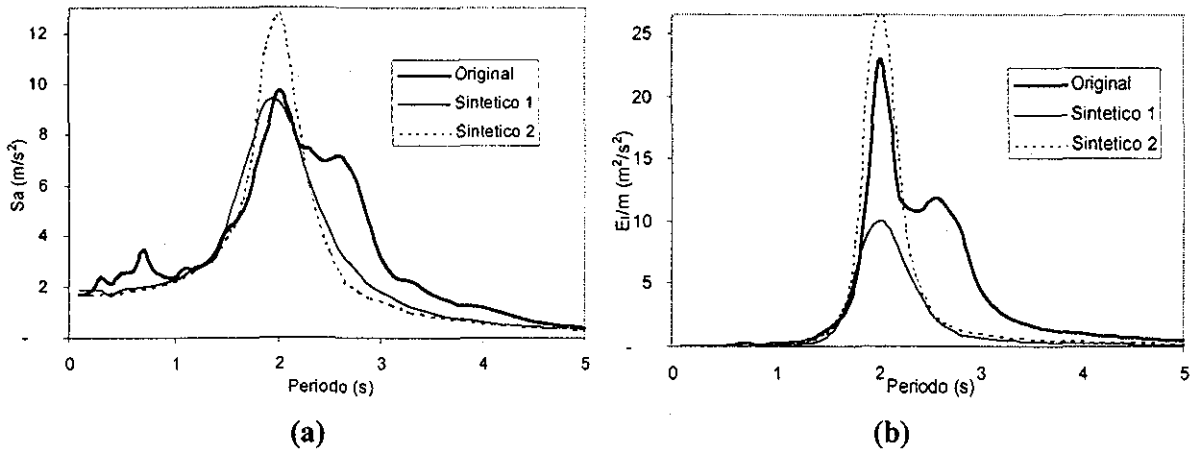 12
10
8
6
4
2
-
Sa (m/s²)
Original
Sintetico 1
Sintetico 2
0
1
2
3
4
5
Periodo (s)
(a)
25
20
15
10
5
-
Ei/m (m²/s²)
Original
Sintetico 1
Sintetico 2
0
1
2
3
4
5
Periodo (s)
(b)